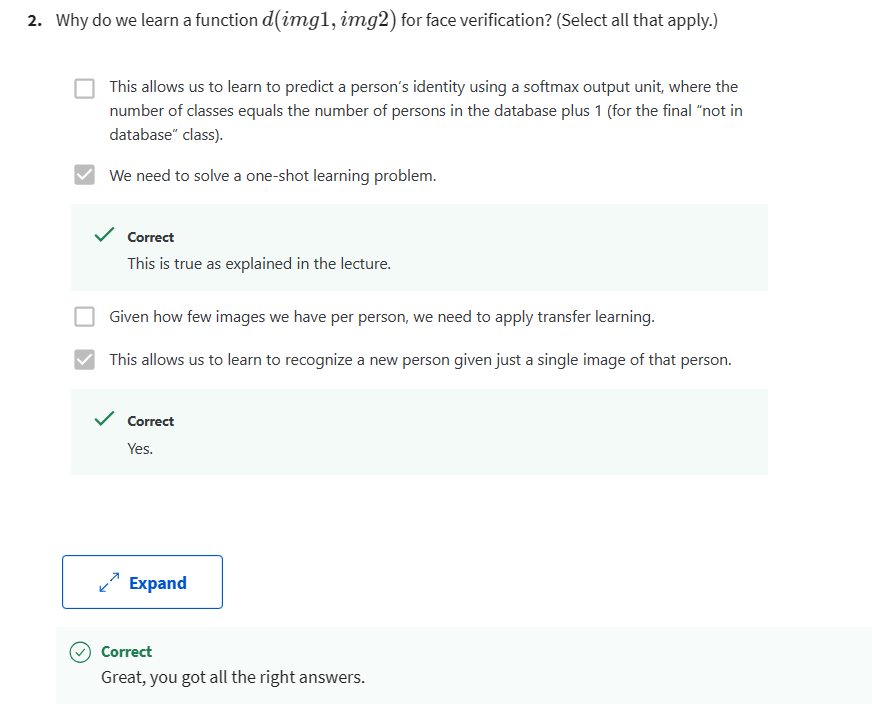 2. Why do we learn a function d(img1, img2) for face verification? (Select all that apply.)
This allows us to learn to predict a person's identity using a softmax output unit, where the
number of classes equals the number of persons in the database plus 1 (for the final "not in
database" class).
We need to solve a one-shot learning problem.
Correct
This is true as explained in the lecture.
Given how few images we have per person, we need to apply transfer learning.
This allows us to learn to recognize a new person given just a single image of that person.
Correct
Yes.
Expand
Correct
Great, you got all the right answers.